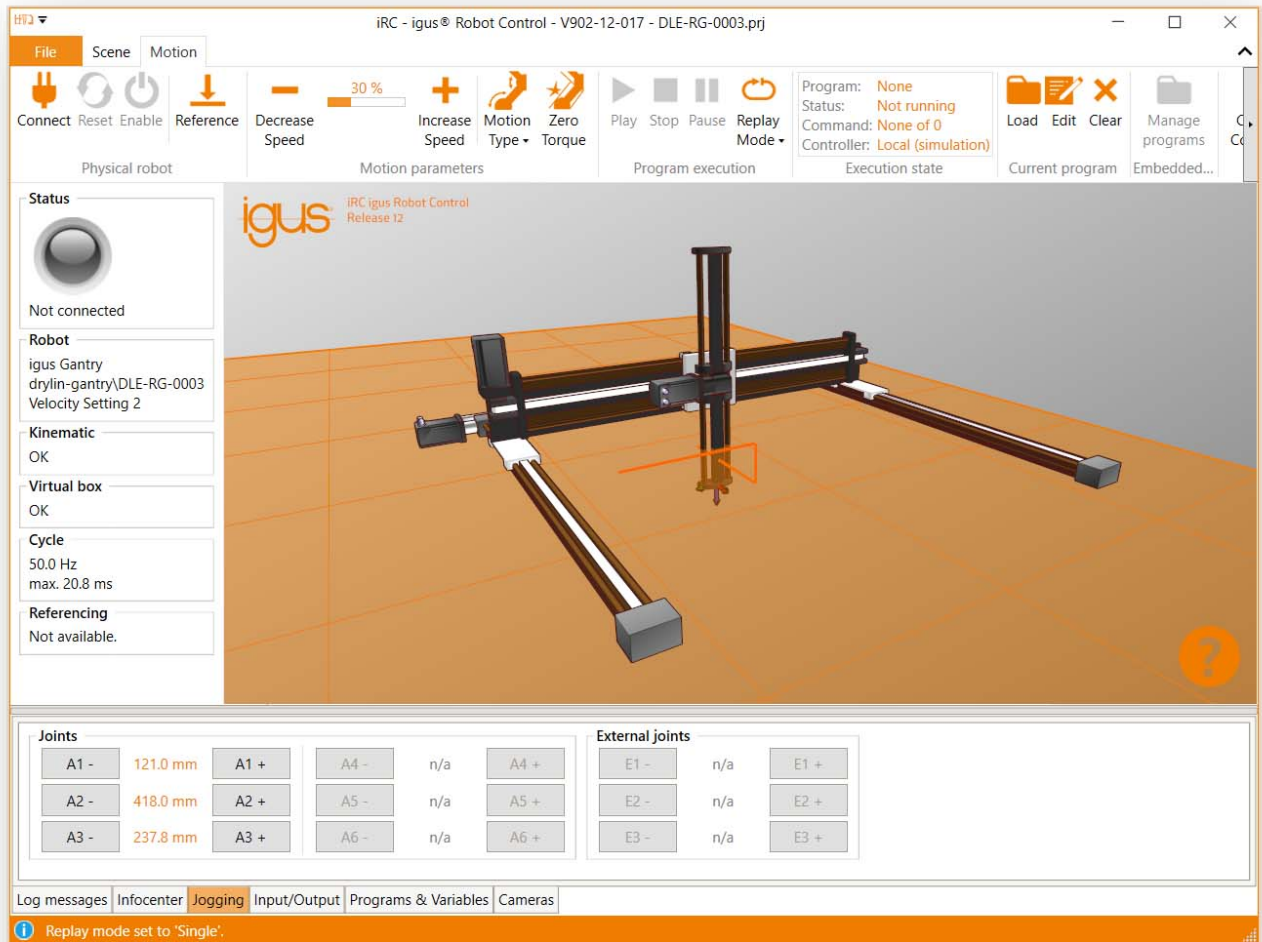 iRC - igus® Robot Control - V902-12-017 - DLE-RG-0003.prj
File Scene Motion
Connect Reset Enable Reference
Physical robot
Decrease Speed
30 %
Increase Speed
Motion Type
Zero Torque
Motion parameters
Play Stop Pause Replay Mode
Program execution
Program: None
Status: Not running
Command: None of 0
Controller: Local (simulation)
Execution state
Load Edit Clear
Current program
Manage programs
Embedded...
Status
Not connected
Robot
igus Gantry
drylin-gantry\DLE-RG-0003
Velocity Setting 2
Kinematic
OK
Virtual box
OK
Cycle
50.0 Hz
max. 20.8 ms
Referencing
Not available.
igus
iRC igus Robot Control
Release 12
?
Joints
A1 - 121.0 mm A1 + A4 - n/a A4 +
A2 - 418.0 mm A2 + A5 - n/a A5 +
A3 - 237.8 mm A3 + A6 - n/a A6 +
External joints
E1 - n/a E1 +
E2 - n/a E2 +
E3 - n/a E3 +
Log messages Infocenter Jogging Input/Output Programs & Variables Cameras
Replay mode set to 'Single'.